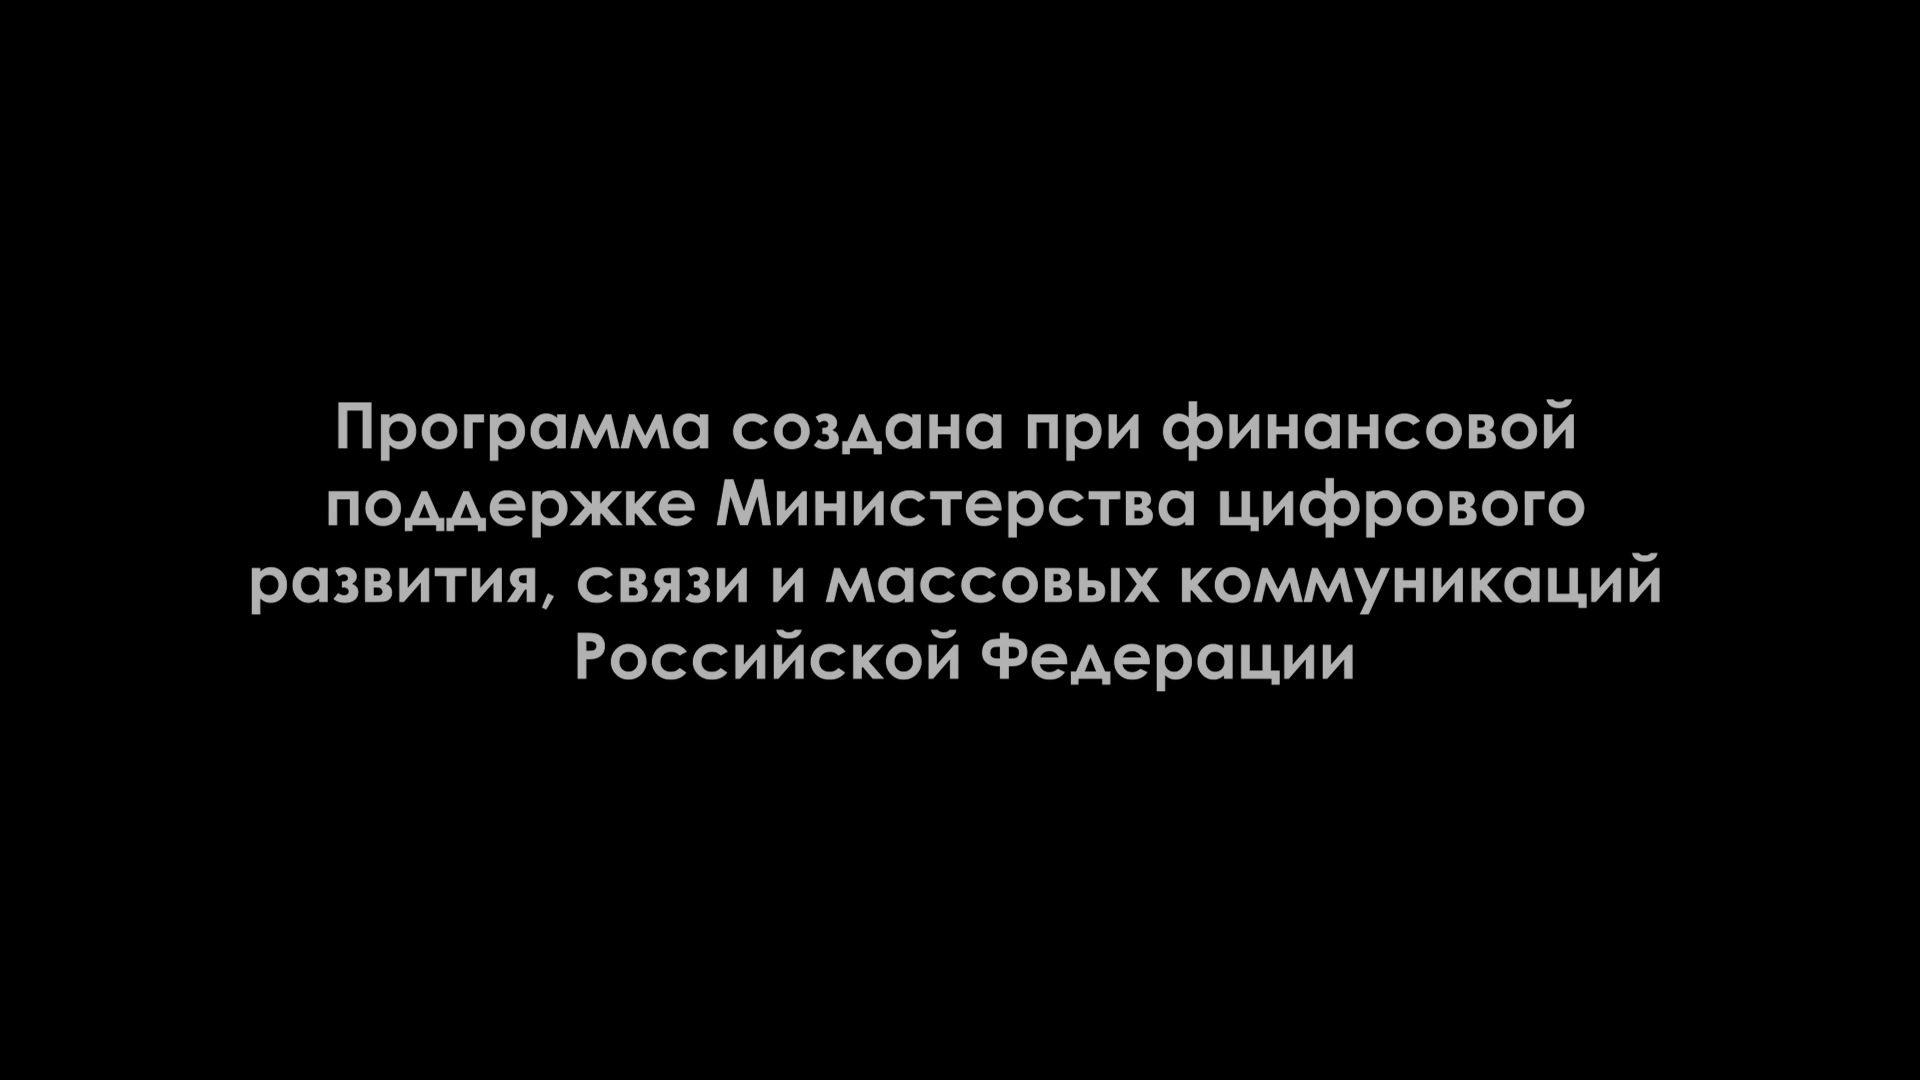 Программа создана при финансовой
поддержке Министерства цифрового
развития, связи и массовых коммуникаций
Российской Федерации